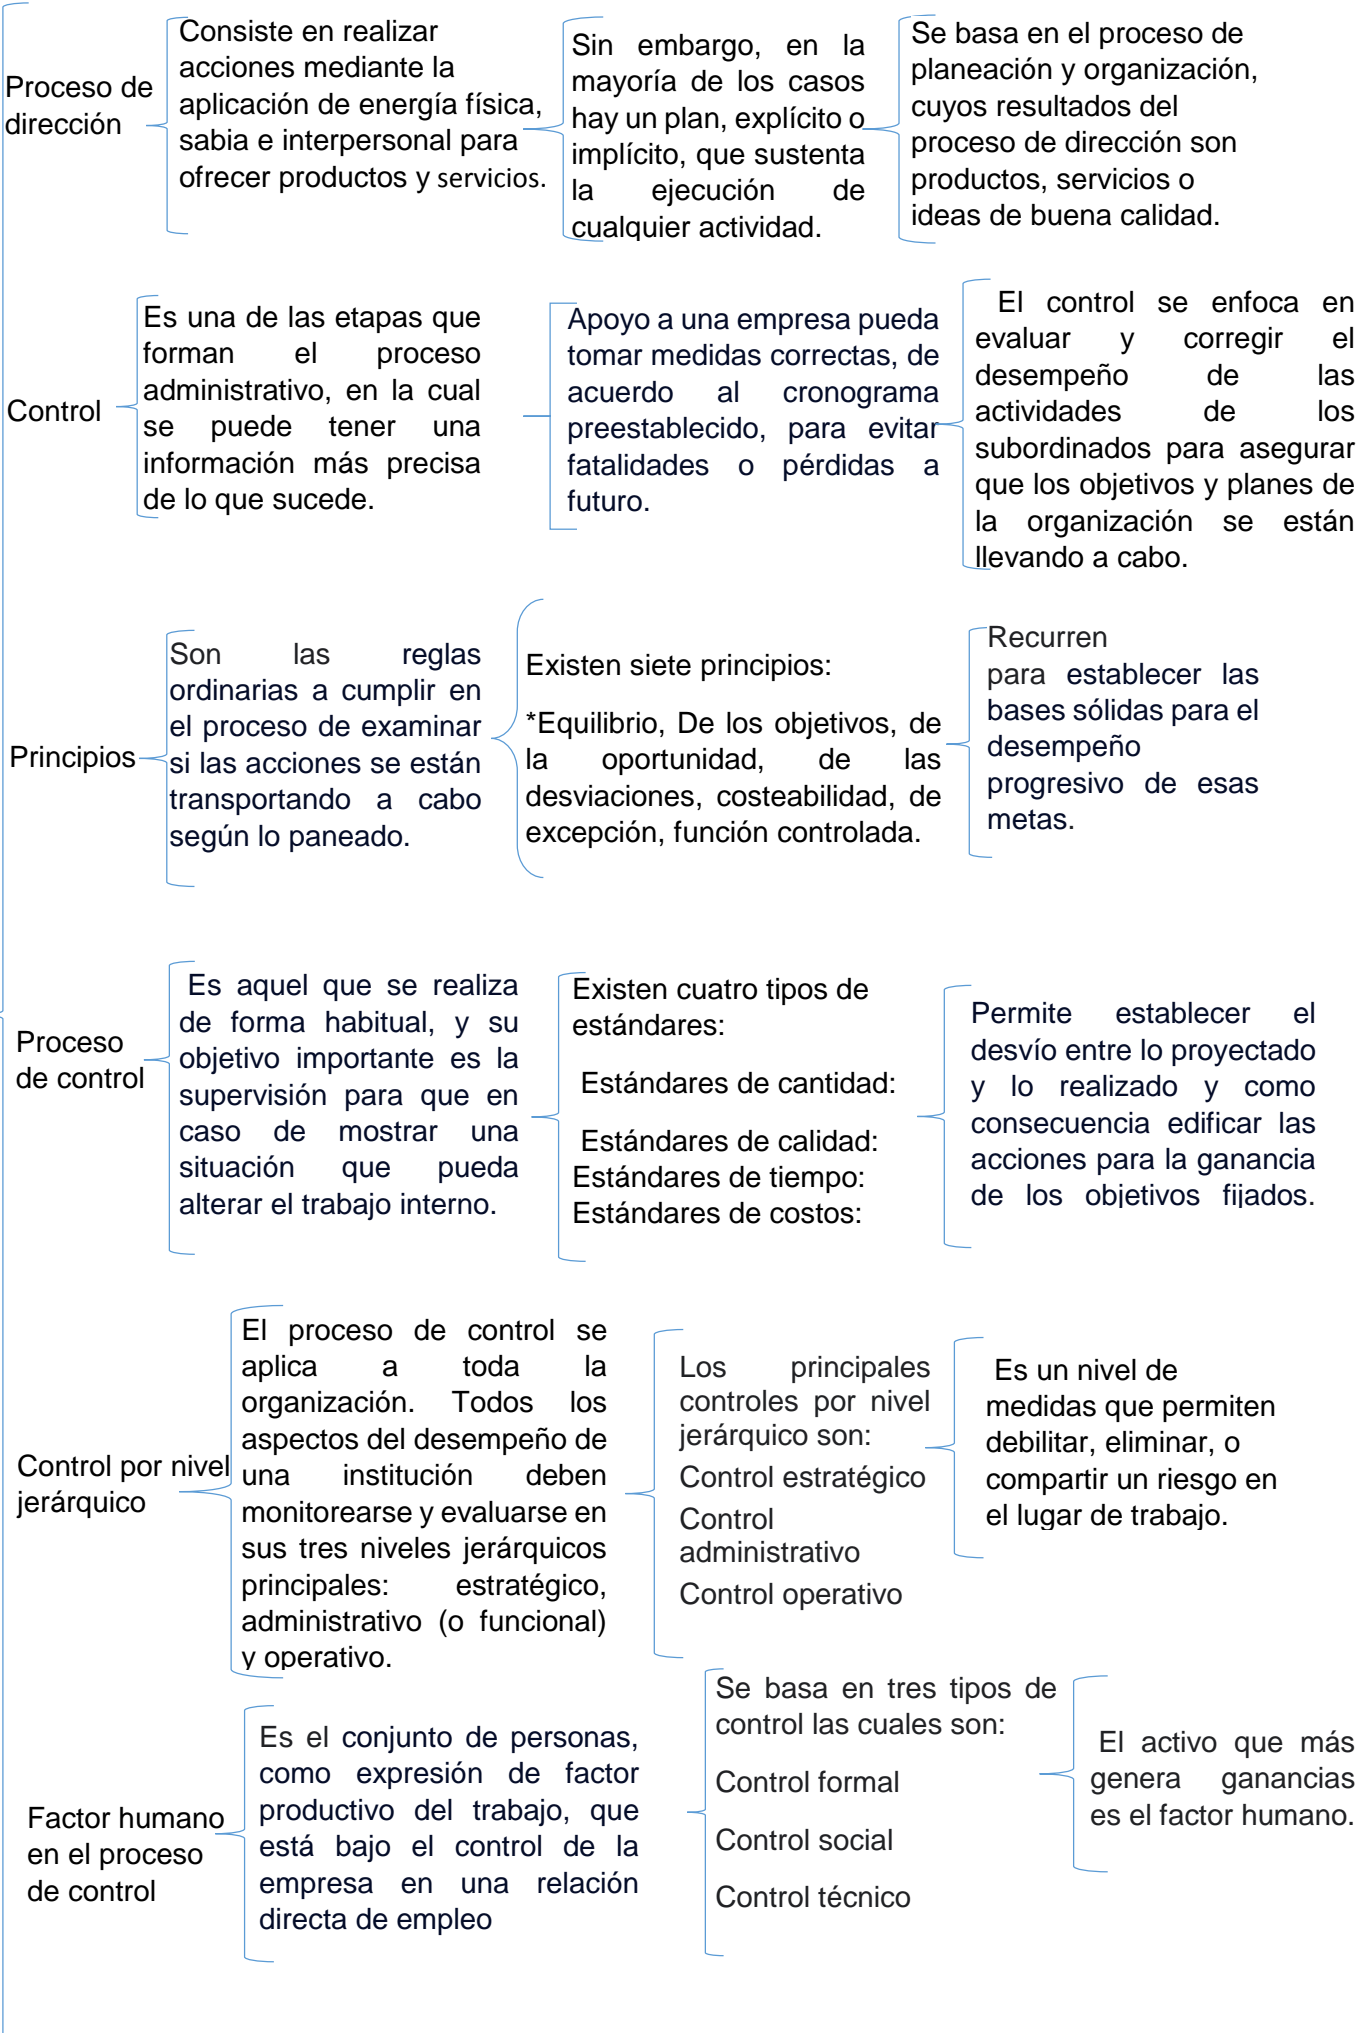 Proceso de
dirección
Consiste en realizar
acciones mediante la
aplicación de energía física,
sabia e interpersonal para
ofrecer productos y servicios.
Sin embargo, en la
mayoría de los casos
hay un plan, explícito o
implícito, que sustenta
la ejecución de
cualquier actividad.
Se basa en el proceso de
planeación y organización,
cuyos resultados del
proceso de dirección son
productos, servicios o
ideas de buena calidad.
Control
Es una de las etapas que
forman el proceso
administrativo, en la cual
se puede tener una
información más precisa
de lo que sucede.
Apoyo a una empresa pueda
tomar medidas correctas, de
acuerdo al cronograma
preestablecido, para evitar
fatalidades o pérdidas a
futuro.
El control se enfoca en
evaluar y corregir el
desempeño de las
actividades de los
subordinados para asegurar
que los objetivos y planes de
la organización se están
llevando a cabo.
Principios
Son las reglas
ordinarias a cumplir en
el proceso de examinar
si las acciones se están
transportando a cabo
según lo paneado.
Existen siete principios:
*Equilibrio, De los objetivos, de
la oportunidad, de las
desviaciones, costeabilidad, de
excepción, función controlada.
Recurren
para establecer las
bases sólidas para el
desempeño
progresivo de esas
metas.
Proceso
de control
Es aquel que se realiza
de forma habitual, y su
objetivo importante es la
supervisión para que en
caso de mostrar una
situación que pueda
alterar el trabajo interno.
Existen cuatro tipos de
estándares:
Estándares de cantidad:
Estándares de calidad:
Estándares de tiempo:
Estándares de costos:
Permite establecer el
desvío entre lo proyectado
y lo realizado y como
consecuencia edificar las
acciones para la ganancia
de los objetivos fijados.
Control por nivel
jerárquico
El proceso de control se
aplica a toda la
organización. Todos los
aspectos del desempeño de
una institución deben
monitorearse y evaluarse en
sus tres niveles jerárquicos
principales: estratégico,
administrativo (o funcional)
y operativo.
Los principales
controles por nivel
jerárquico son:
Control estratégico
Control
administrativo
Control operativo
Es un nivel de
medidas que permiten
debilitar, eliminar, o
compartir un riesgo en
el lugar de trabajo.
Factor humano
en el proceso
de control
Es el conjunto de personas,
como expresión de factor
productivo del trabajo, que
está bajo el control de la
empresa en una relación
directa de empleo
Se basa en tres tipos de
control las cuales son:
Control formal
Control social
Control técnico
El activo que más
genera ganancias
es el factor humano.